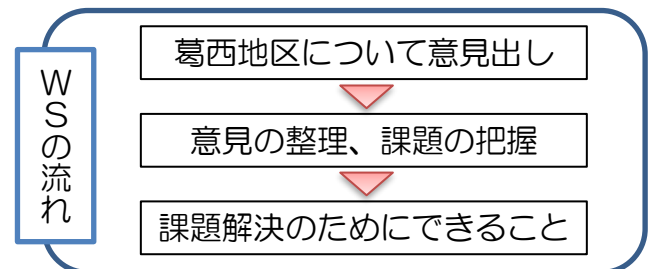 WSの流れ
葛西地区について意見出し
意見の整理、課題の把握
課題解決のためにできること